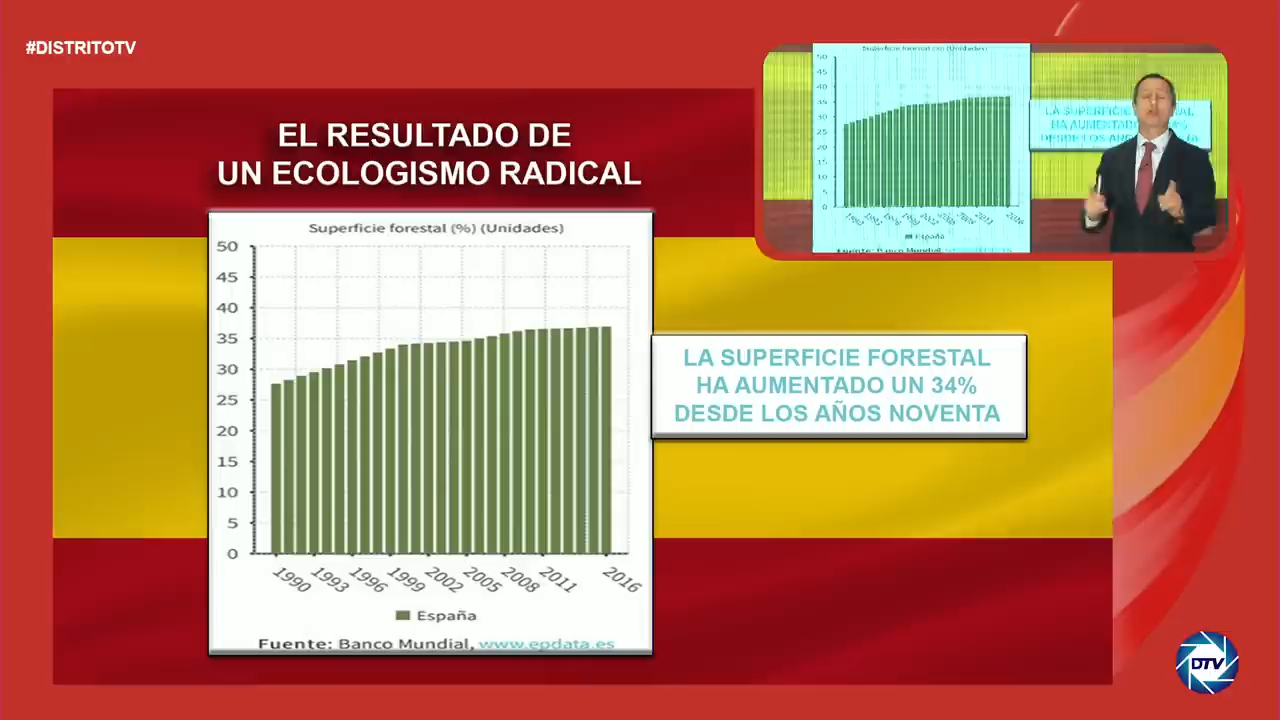 #DISTRITOTV
EL RESULTADO DE
UN ECOLOGISMO RADICAL
Superficie forestal (%) (Unidades)
50
45
40
35
30
25
20
15
10
5
0
1990 1993 1996 1999 2002 2005 2008 2011 2016
España
Fuente: Banco Mundial, www.epdata.es
LA SUPERFICIE FORESTAL
HA AUMENTADO UN 34%
DESDE LOS AÑOS NOVENTA
DTV